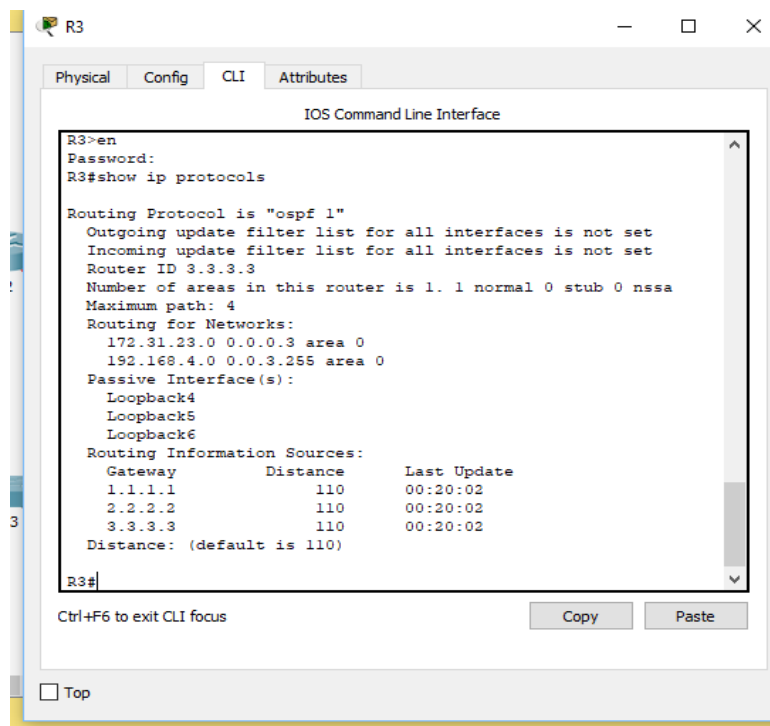 R3
Physical Config CLI Attributes
IOS Command Line Interface
R3>en
Password:
R3#show ip protocols
Routing Protocol is "ospf 1"
Outgoing update filter list for all interfaces is not set
Incoming update filter list for all interfaces is not set
Router ID 3.3.3.3
Number of areas in this router is 1. 1 normal 0 stub 0 nssa
Maximum path: 4
Routing for Networks:
172.31.23.0 0.0.0.3 area 0
192.168.4.0 0.0.3.255 area 0
Passive Interface(s):
Loopback4
Loopback5
Loopback6
Routing Information Sources:
Gateway Distance Last Update
1.1.1.1 110 00:20:02
2.2.2.2 110 00:20:02
3.3.3.3 110 00:20:02
Distance: (default is 110)
R3#
Ctrl+F6 to exit CLI focus
Copy Paste
Top
3